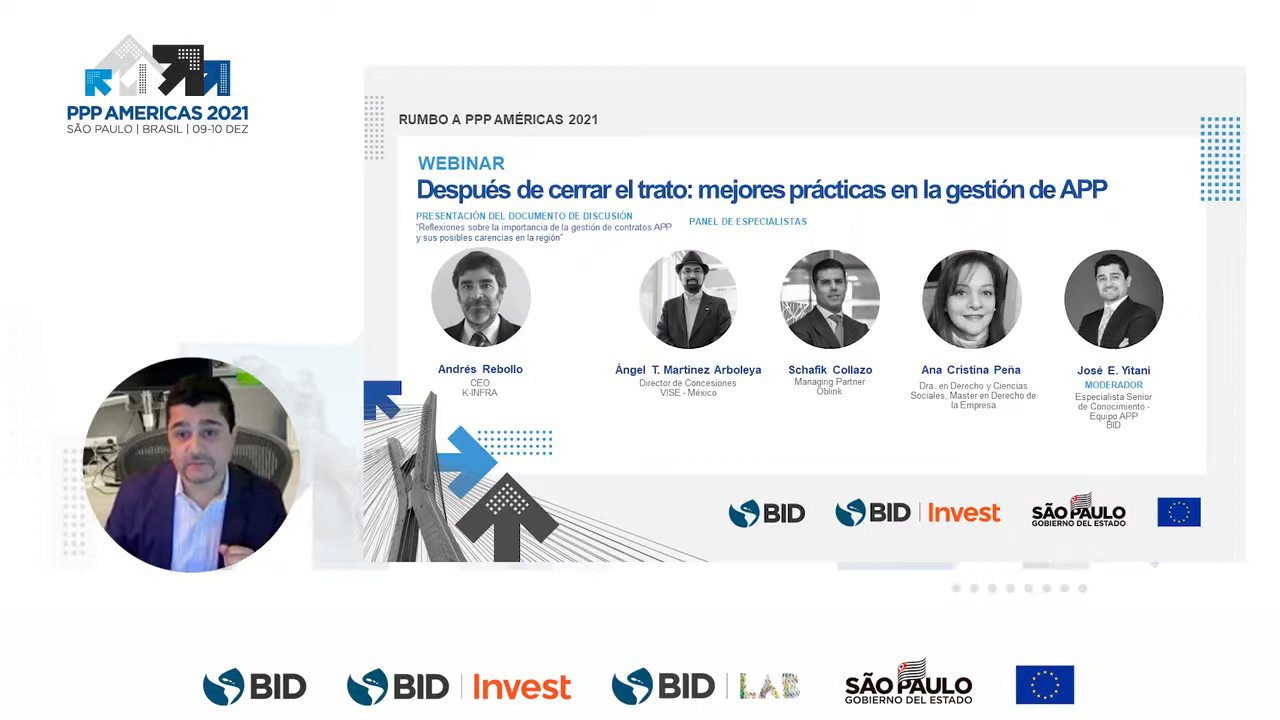 PPP AMERICAS 2021
SÃO PAULO | BRASIL | 09-10 DEZ
RUMBO A PPP AMÉRICAS 2021
WEBINAR
Después de cerrar el trato: mejores prácticas en la gestión de APP
PRESENTACIÓN DEL DOCUMENTO DE DISCUSIÓN
"Reflexiones sobre la importancia de la gestión de contratos APP
y sus posibles carencias en la región"
PANEL DE ESPECIALISTAS
Andrés Rebollo
CEO
K-INFRA
Ángel T. Martinez Arboleya
Director de Concesiones
VISE - México
Schafik Collazo
Managing Partner
Oblink
Ana Cristina Peña
Dra. en Derecho y Ciencias
Sociales, Master en Derecho de
la Empresa
José E. Yitani
MODERADOR
Especialista Senior
de Conocimiento -
Equipo APP
BID
BID
BID | Invest
SÃO PAULO
GOBIERNO DEL ESTADO
BID
BID | Invest
BID | LAB
SÃO PAULO
GOBIERNO DEL ESTADO